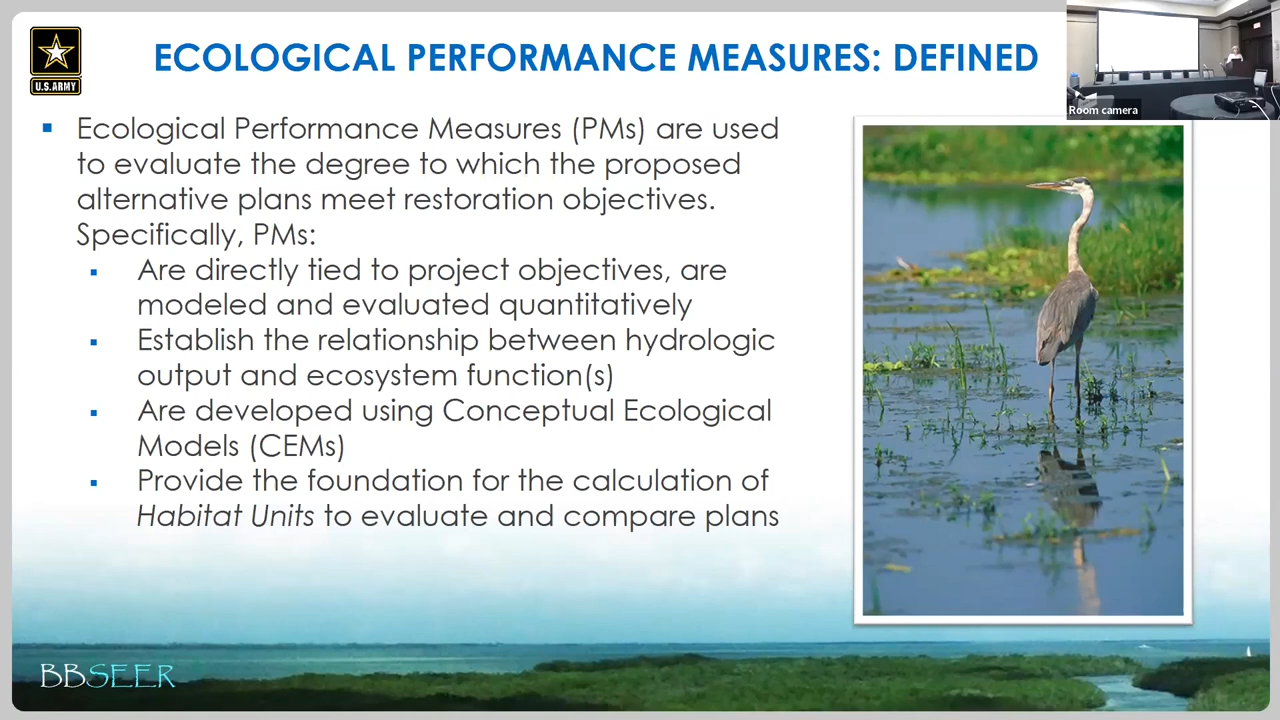 ECOLOGICAL PERFORMANCE MEASURES: DEFINED
U.S.ARMY
Room camera
▪ Ecological Performance Measures (PMs) are used
to evaluate the degree to which the proposed
alternative plans meet restoration objectives.
Specifically, PMs:
▪ Are directly tied to project objectives, are
modeled and evaluated quantitatively
▪ Establish the relationship between hydrologic
output and ecosystem function(s)
▪ Are developed using Conceptual Ecological
Models (CEMs)
▪ Provide the foundation for the calculation of
Habitat Units to evaluate and compare plans
BBSEER